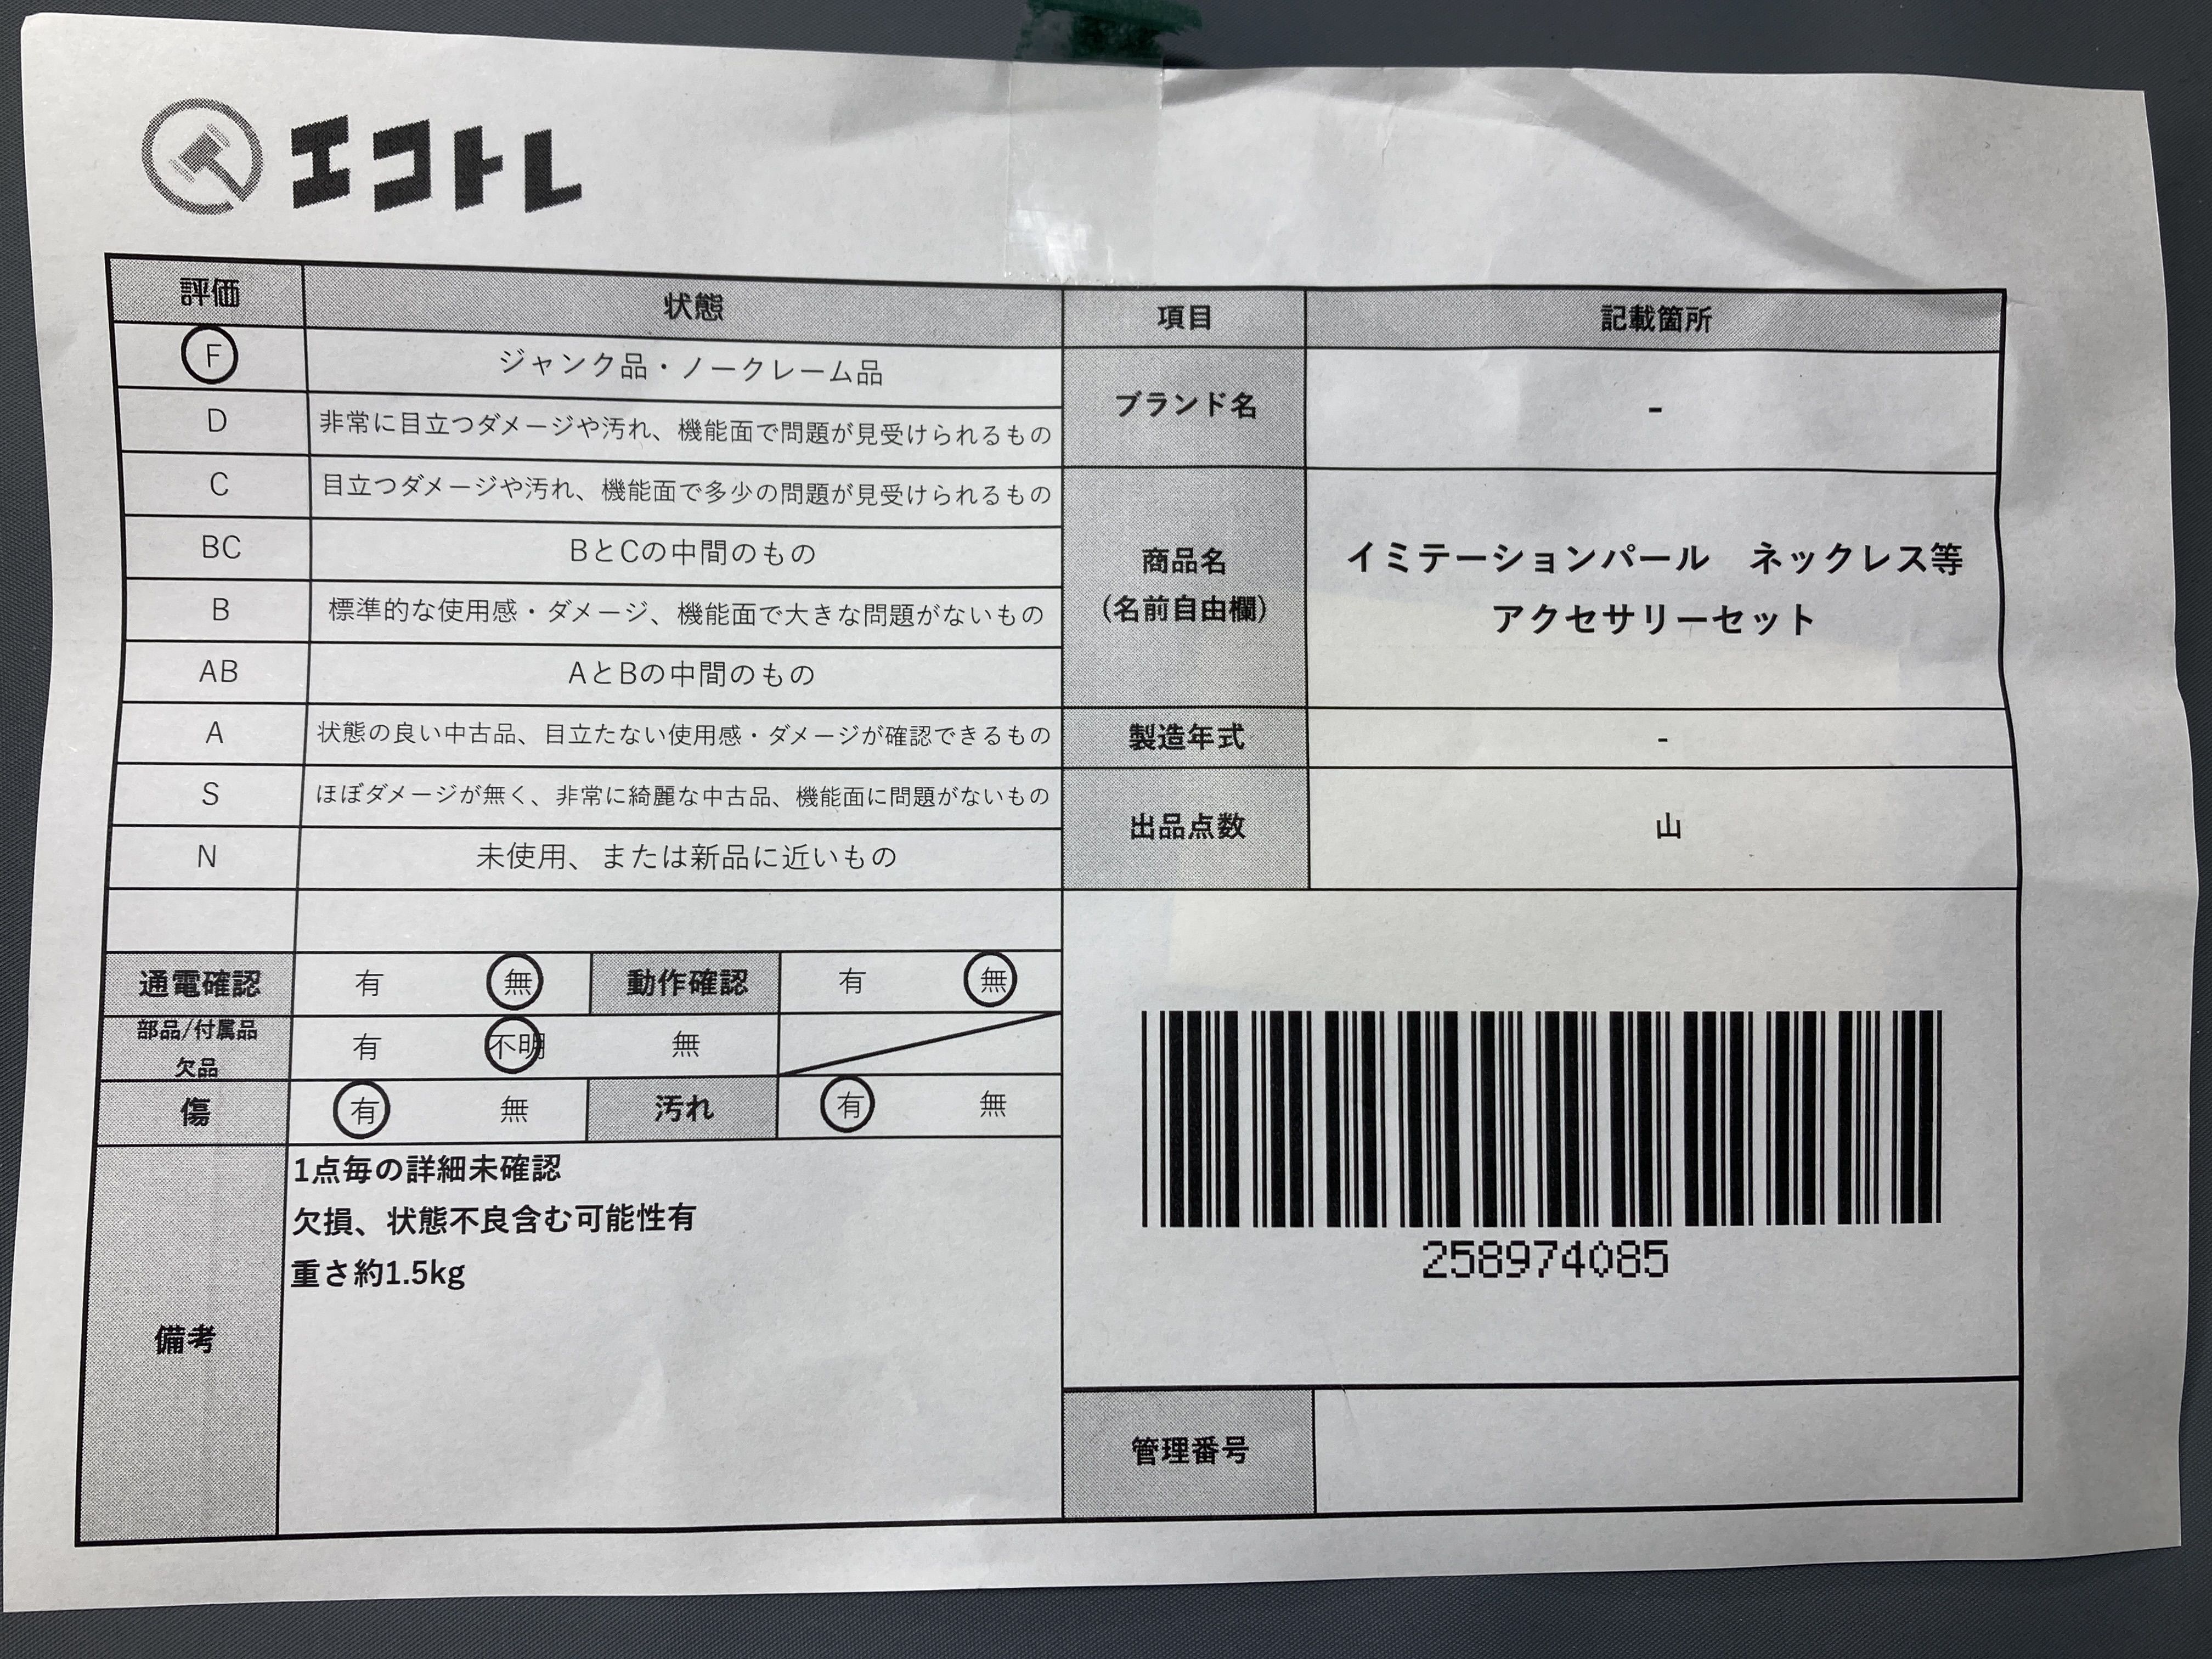 エコトレ
評価 状態
F ジャンク品・ノークレーム品
D 非常に目立つダメージや汚れ、機能面で問題が見受けられるもの
C 目立つダメージや汚れ、機能面で多少の問題が見受けられるもの
BC BとCの中間のもの
B 標準的な使用感・ダメージ、機能面で大きな問題がないもの
AB AとBの中間のもの
A 状態の良い中古品、目立たない使用感・ダメージが確認できるもの
S ほぼダメージが無く、非常に綺麗な中古品、機能面に問題がないもの
N 未使用、または新品に近いもの
通電確認 有 無 動作確認 有 無
部品/付属品
欠品
有 不明 無
傷 有 無 汚れ 有 無
備考
1点毎の詳細未確認
欠損、状態不良含む可能性有
重さ約1.5kg
項目 記載箇所
ブランド名 -
商品名
(名前自由欄)
イミテーションパール ネックレス等
アクセサリーセット
製造年式 -
出品点数 山
258974085
管理番号